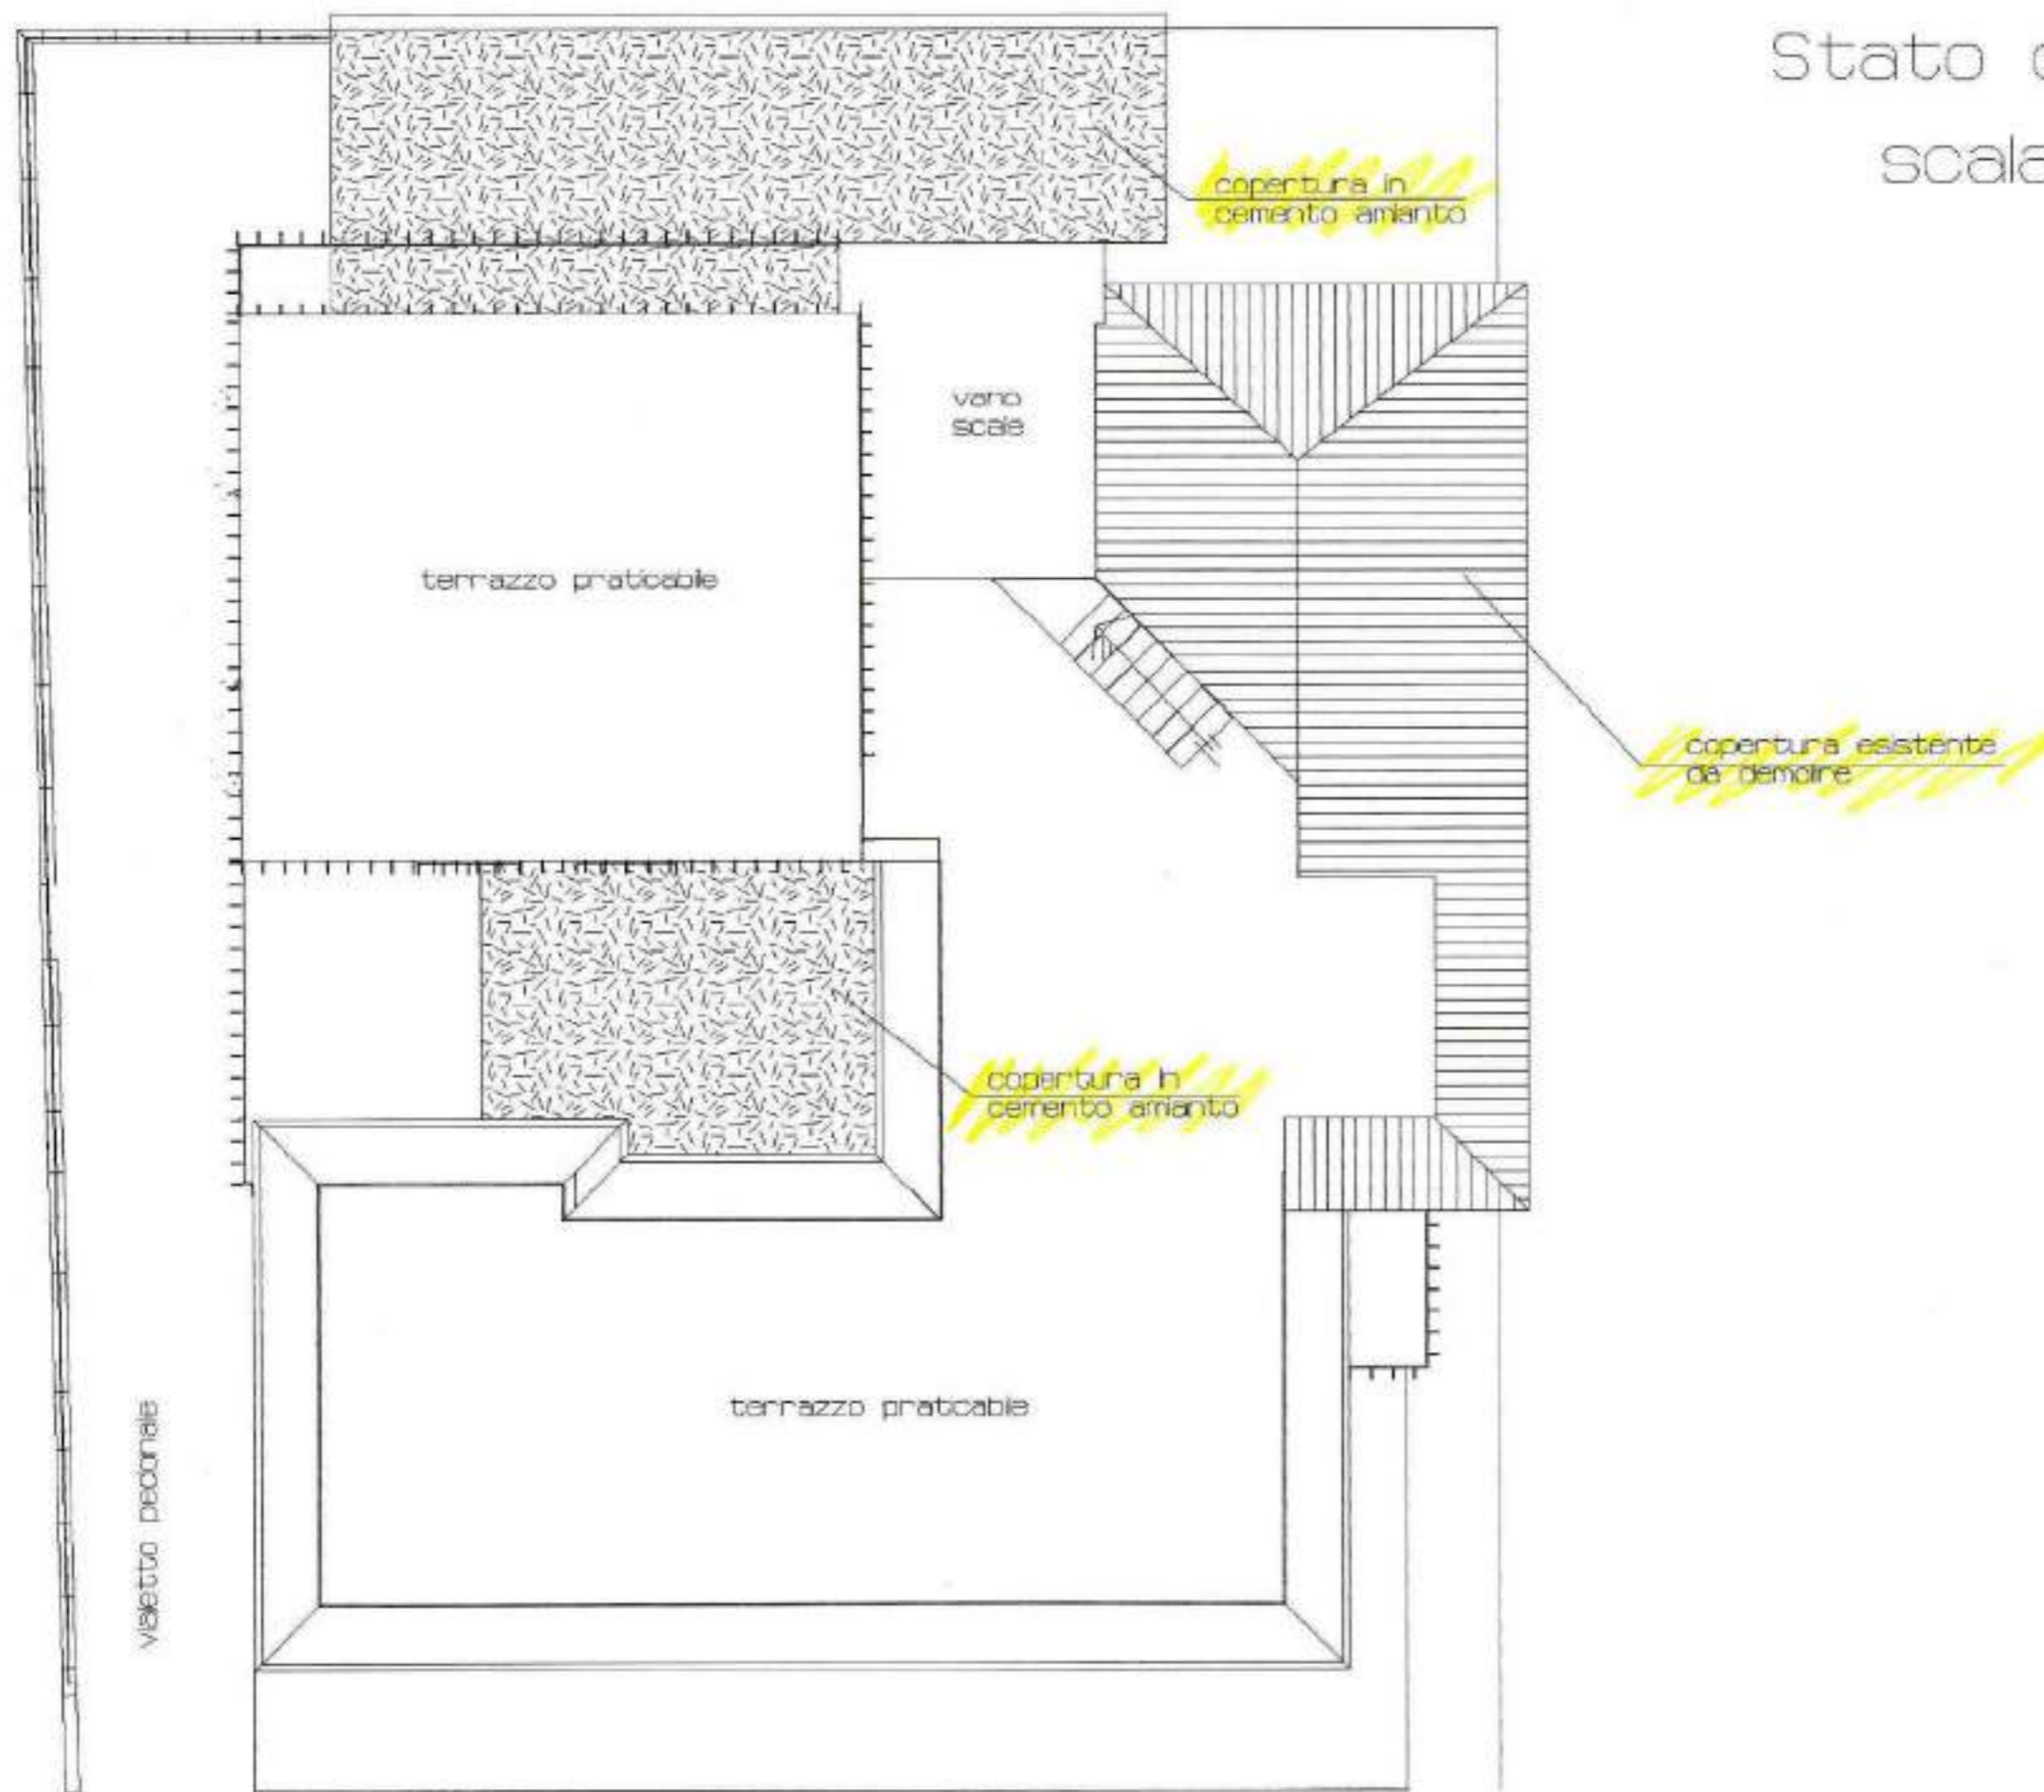 Stato
scala
copertura in
cemento amianto
vano
scale
terrazzo praticabile
copertura esistente
da demolire
copertura in
cemento amianto
terrazzo praticabile
vialetto pedonale